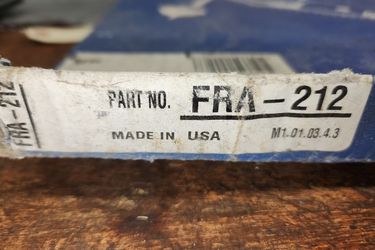 FRA-212
PART NO. FRA-212
MADE IN USA M1.01.03.4.3